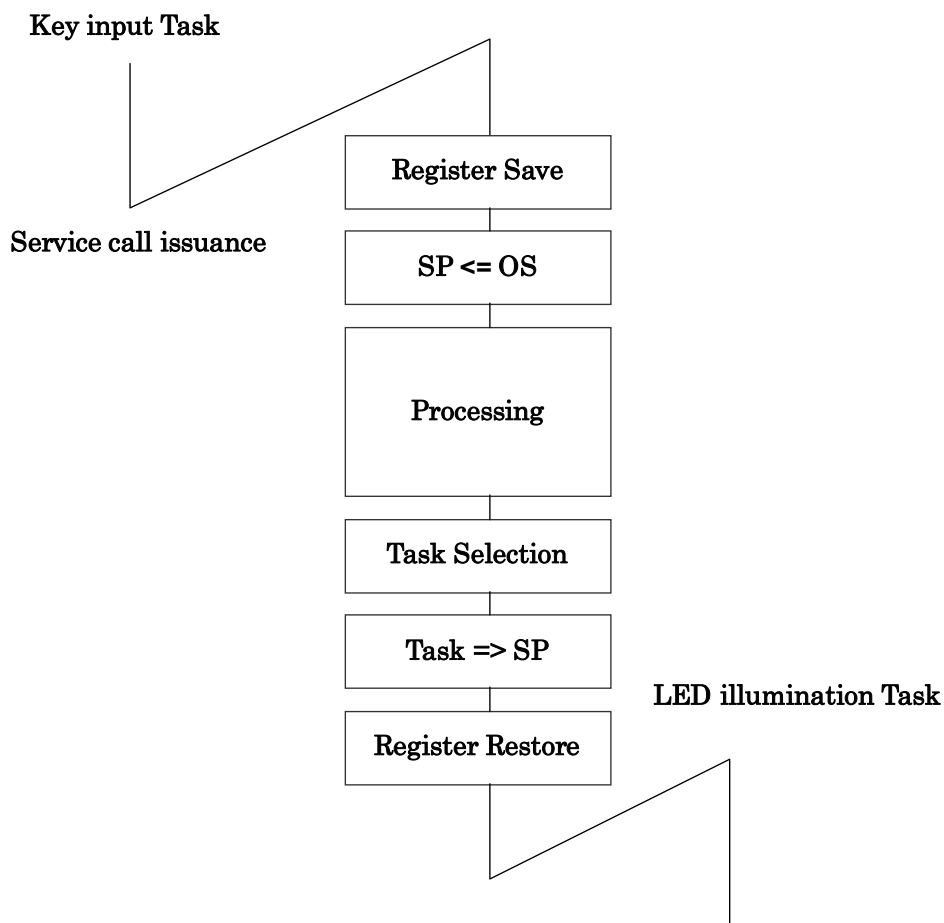 Key input Task
Register Save
Service call issuance
SP <= OS
Processing
Task Selection
Task => SP
LED illumination Task
Register Restore